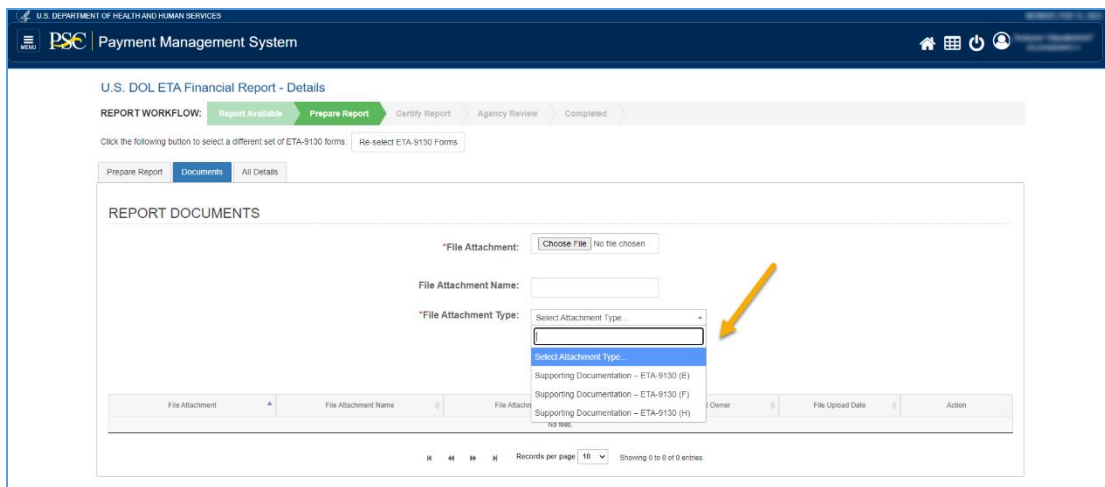 U.S. DEPARTMENT OF HEALTH AND HUMAN SERVICES
MENU PSC Payment Management System
U.S. DOL ETA Financial Report - Details
REPORT WORKFLOW: Report Available Prepare Report Certify Report Agency Review Completed
Click the following button to select a different set of ETA-9130 forms: Re-select ETA-9130 Forms
Prepare Report Documents All Details
REPORT DOCUMENTS
*File Attachment: Choose File No file chosen
File Attachment Name:
*File Attachment Type: Select Attachment Type...
Select Attachment Type...
Supporting Documentation – ETA-9130 (E)
Supporting Documentation – ETA-9130 (F)
Supporting Documentation – ETA-9130 (H)
File Attachment File Attachment Name File Attachm t Owner File Upload Date Action
No files.
Records per page 10 Showing 0 to 0 of 0 entries